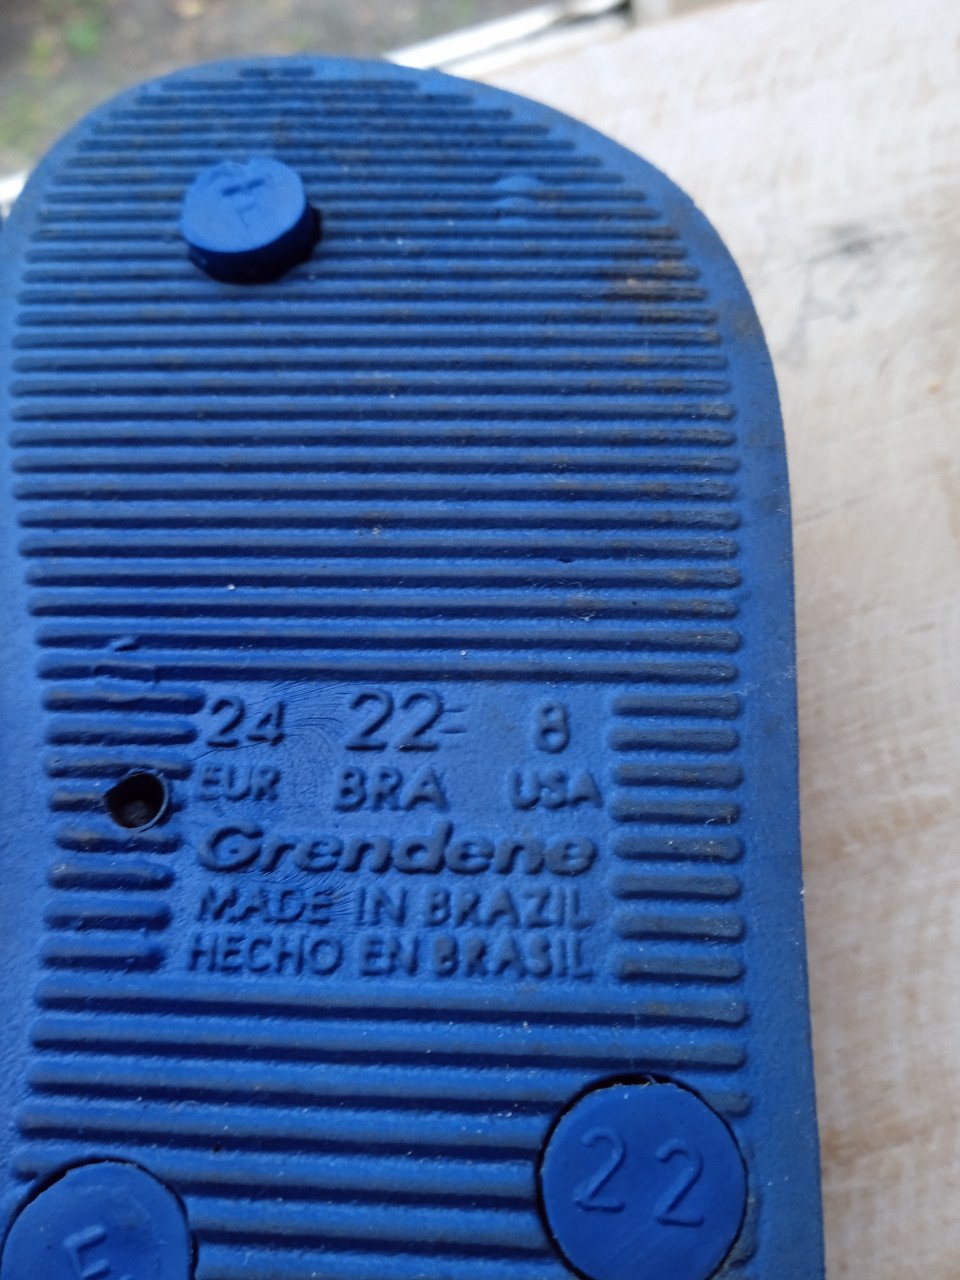 24 22 8
EUR BRA USA
Grendene
MADE IN BRAZIL
HECHO EN BRASIL
22